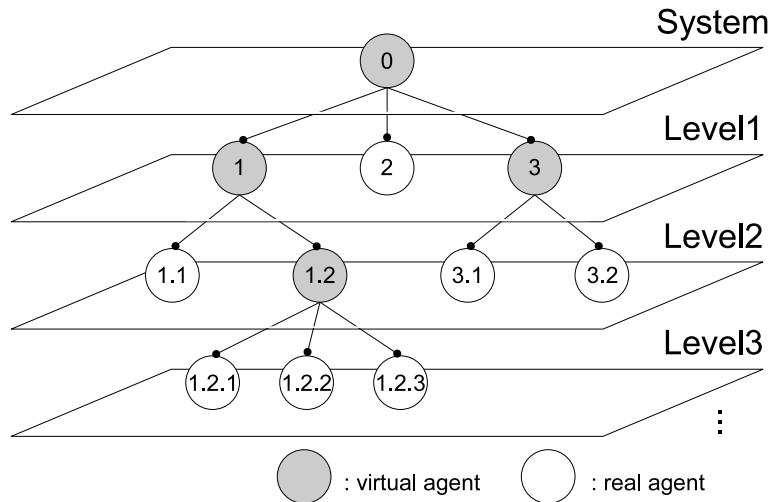 System
0
Level1
1 2 3
Level2
1.1 1.2 3.1 3.2
Level3
1.2.1 1.2.2 1.2.3
⋮
: virtual agent : real agent